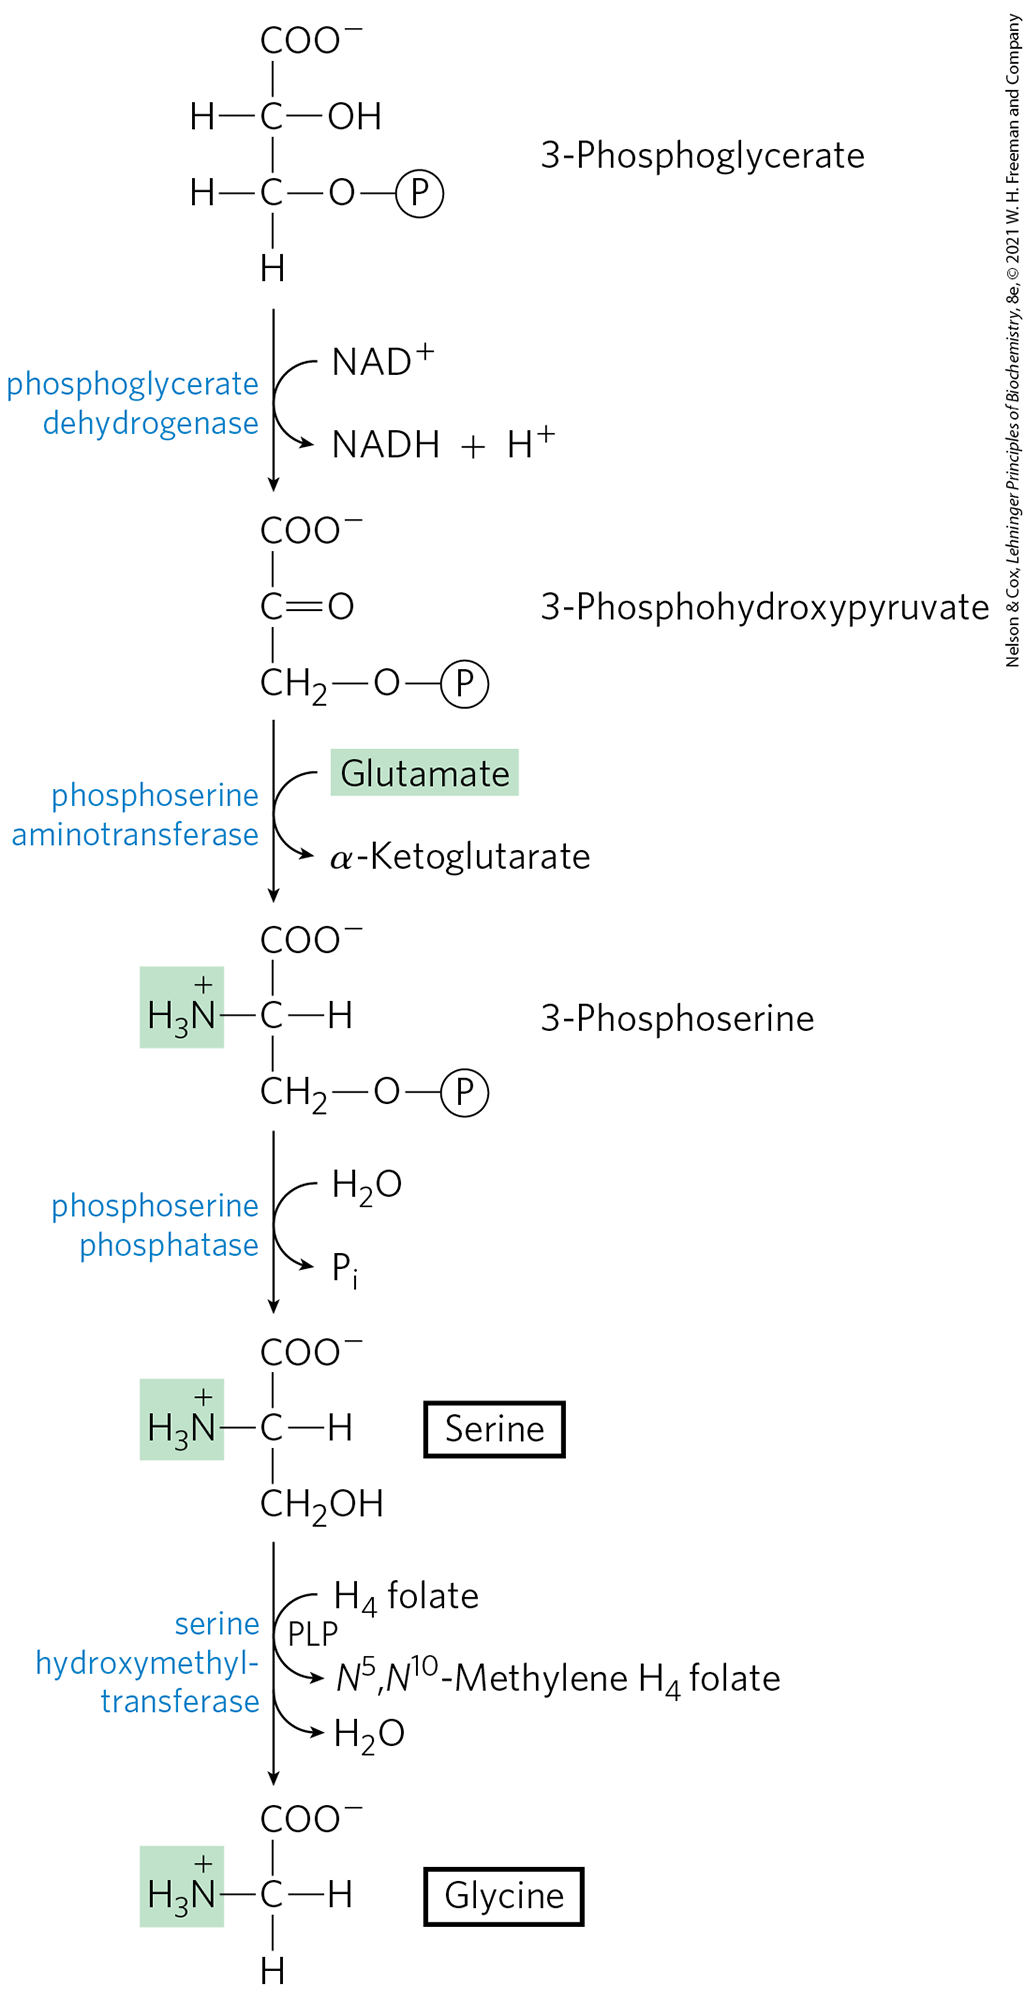 COO−
H—C—OH
3-Phosphoglycerate
H—C—O—P
H
phosphoglycerate
dehydrogenase
NAD+
NADH + H+
COO−
C=O
3-Phosphohydroxypyruvate
CH2—O—P
phosphoserine
aminotransferase
Glutamate
α-Ketoglutarate
COO−
H3N+—C—H
3-Phosphoserine
CH2—O—P
phosphoserine
phosphatase
H2O
Pi
COO−
H3N+—C—H
Serine
CH2OH
serine
hydroxymethyl-
transferase
H4 folate
PLP
N5,N10-Methylene H4 folate
H2O
COO−
H3N+—C—H
Glycine
H
Nelson & Cox, Lehninger Principles of Biochemistry, 8e, © 2021 W. H. Freeman and Company